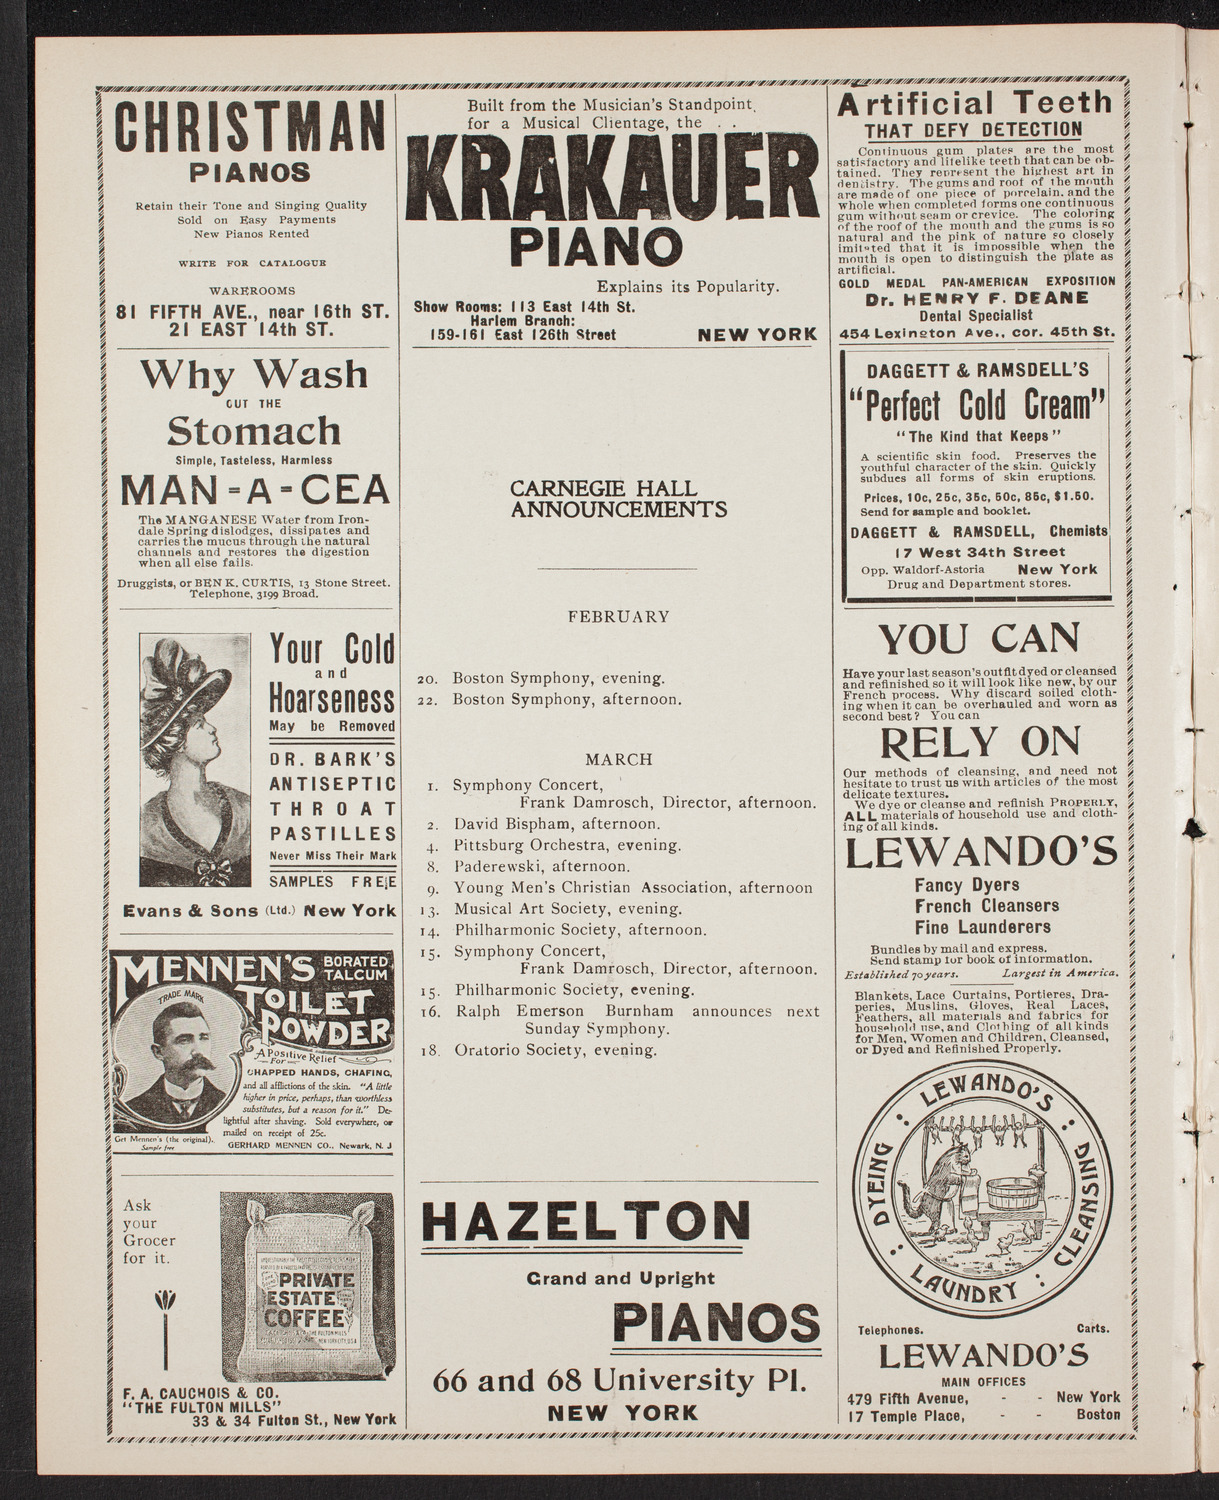 CHRISTMAN
PIANOS
Retain their Tone and Singing Quality
Sold on Easy Payments
New Pianos Rented
WRITE FOR CATALOGUE
WAREROOMS
81 FIFTH AVE., near 16th ST.
21 EAST 14th ST.
Why Wash
OUT THE
Stomach
Simple, Tasteless, Harmless
MAN-A-CEA
The MANGANESE Water from Iron-
dale Spring dislodges, dissipates and
carries the mucus through the natural
channels and restores the digestion
when all else fails.
Druggists, or BEN K. CURTIS, 13 Stone Street.
Telephone, 3199 Broad.
Your Cold
and
Hoarseness
May be Removed
DR. BARK'S
ANTISEPTIC
THROAT
PASTILLES
Never Miss Their Mark
SAMPLES FREE
Evans & Sons (Ltd.) New York
MENNEN'S BORATED
TALCUM
TOILET
POWDER
TRADE MARK
A Positive Relief
For
CHAPPED HANDS, CHAFING,
and all afflictions of the skin. "A little
higher in price, perhaps, than worthless
substitutes, but a reason for it." De-
lightful after shaving. Sold everywhere, or
mailed on receipt of 25c.
GERHARD MENNEN CO., Newark, N. J
Get Mennen's (the original).
Sample free
Ask
your
Grocer
for it.
PRIVATE
ESTATE
COFFEE
F. A. CAUCHOIS & CO.
"THE FULTON MILLS"
33 & 34 Fulton St., New York
Built from the Musician's Standpoint,
for a Musical Clientage, the . .
KRAKAUER
PIANO
Explains its Popularity.
Show Rooms: 113 East 14th St.
Harlem Branch:
159-161 East 126th Street NEW YORK
CARNEGIE HALL
ANNOUNCEMENTS
FEBRUARY
20. Boston Symphony, evening.
22. Boston Symphony, afternoon.
MARCH
1. Symphony Concert,
Frank Damrosch, Director, afternoon.
2. David Bispham, afternoon.
4. Pittsburg Orchestra, evening.
8. Paderewski, afternoon.
9. Young Men's Christian Association, afternoon
13. Musical Art Society, evening.
14. Philharmonic Society, afternoon.
15. Symphony Concert,
Frank Damrosch, Director, afternoon.
15. Philharmonic Society, evening.
16. Ralph Emerson Burnham announces next
Sunday Symphony.
18. Oratorio Society, evening.
HAZELTON
Grand and Upright
PIANOS
66 and 68 University Pl.
NEW YORK
Artificial Teeth
THAT DEFY DETECTION
Continuous gum plates are the most
satisfactory and lifelike teeth that can be ob-
tained. They represent the highest art in
dentistry. The gums and roof of the mouth
are made of one piece of porcelain, and the
whole when completed forms one continuous
gum without seam or crevice. The coloring
of the roof of the mouth and the gums is so
natural and the pink of nature so closely
imitated that it is impossible when the
mouth is open to distinguish the plate as
artificial.
GOLD MEDAL PAN-AMERICAN EXPOSITION
Dr. HENRY F. DEANE
Dental Specialist
454 Lexington Ave., cor. 45th St.
DAGGETT & RAMSDELL'S
"Perfect Cold Cream"
"The Kind that Keeps"
A scientific skin food. Preserves the
youthful character of the skin. Quickly
subdues all forms of skin eruptions.
Prices, 10c, 25c, 35c, 50c, 85c, $1.50.
Send for sample and booklet.
DAGGETT & RAMSDELL, Chemists
17 West 34th Street
Opp. Waldorf-Astoria New York
Drug and Department stores.
YOU CAN
Have your last season's outfit dyed or cleansed
and refinished so it will look like new, by our
French process. Why discard soiled cloth-
ing when it can be overhauled and worn as
second best? You can
RELY ON
Our methods of cleansing, and need not
hesitate to trust us with articles of the most
delicate textures.
We dye or cleanse and refinish PROPERLY,
ALL materials of household use and cloth-
ing of all kinds.
LEWANDO'S
Fancy Dyers
French Cleansers
Fine Launderers
Bundles by mail and express.
Send stamp for book of information.
Established 70 years. Largest in America.
Blankets, Lace Curtains, Portieres, Dra-
peries, Muslins, Gloves, Real Laces,
Feathers, all materials and fabrics for
household use, and Clothing of all kinds
for Men, Women and Children, Cleansed,
or Dyed and Refinished Properly.
LEWANDO'S : CLEANSING : LAUNDRY : DYEING :
Telephones. Carts.
LEWANDO'S
MAIN OFFICES
479 Fifth Avenue, - - New York
17 Temple Place, - - Boston